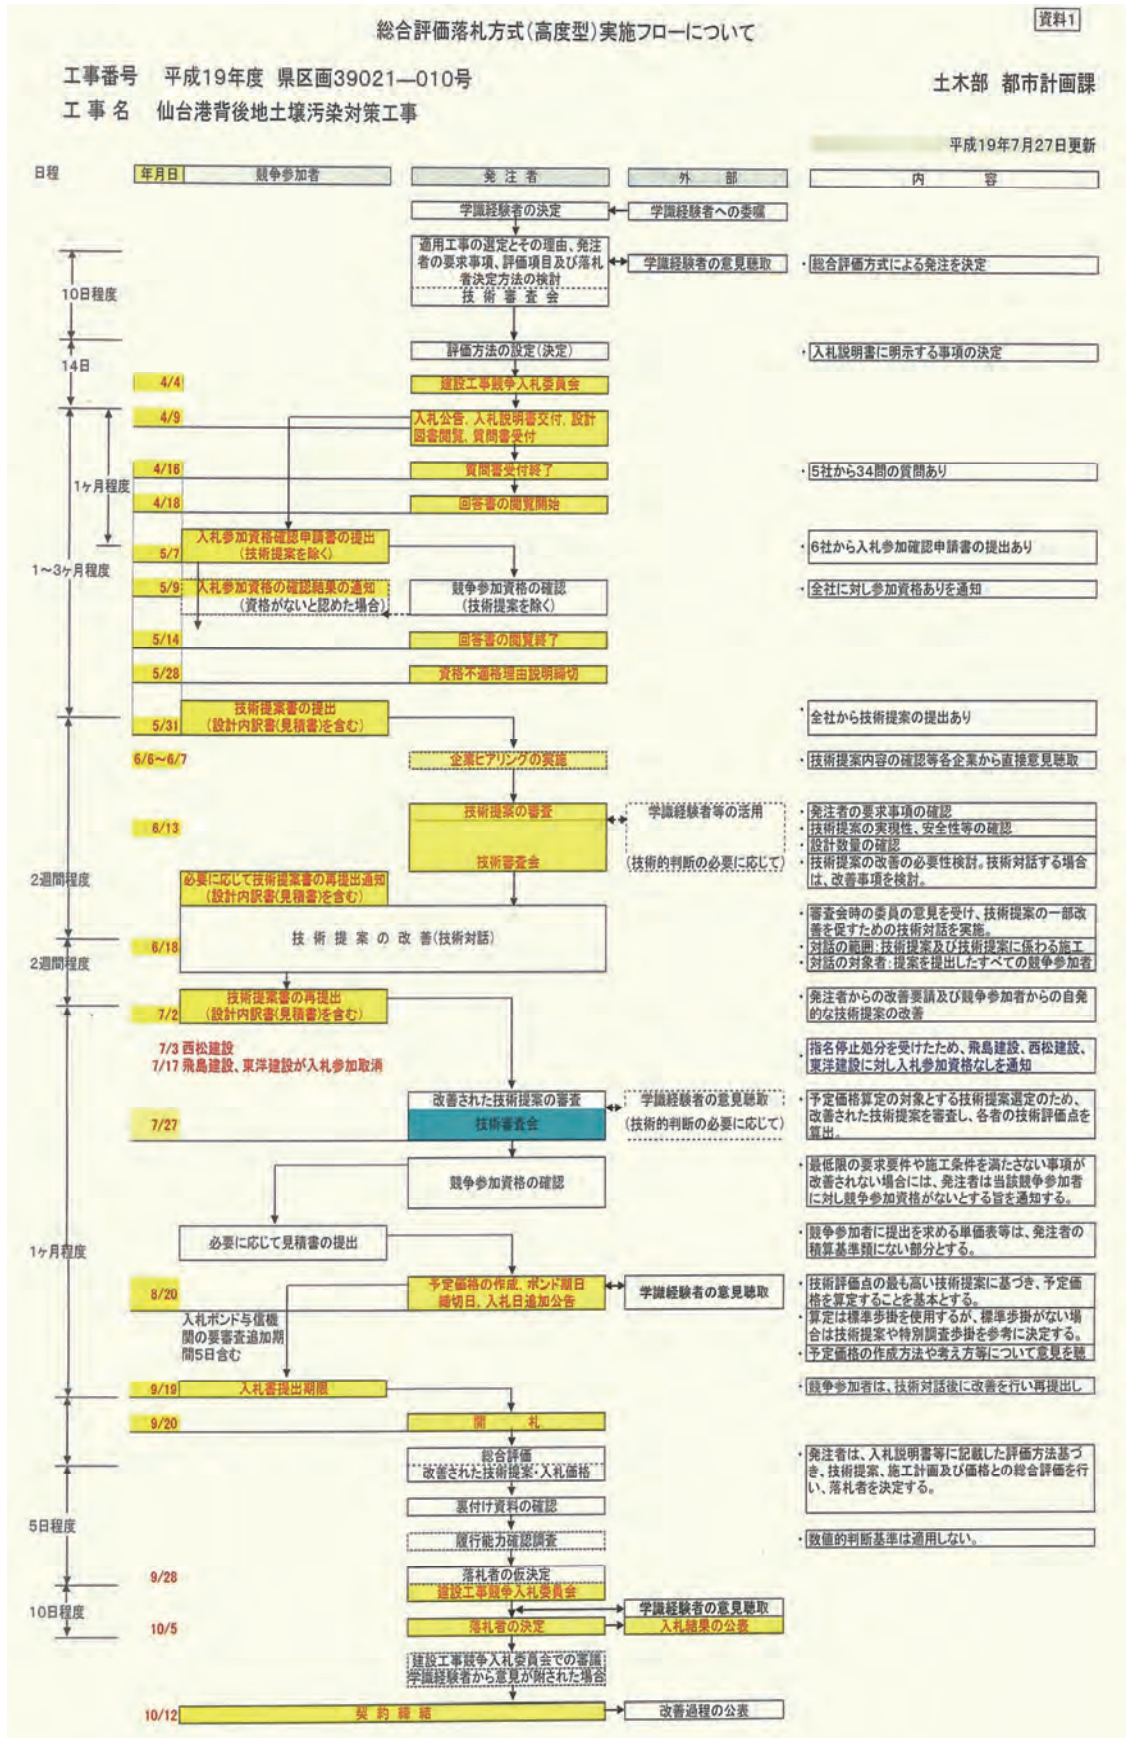 資料1
総合評価落札方式(高度型)実施フローについて
工事番号 平成19年度 県区画39021―010号
土木部 都市計画課
工事名 仙台港背後地土壌汚染対策工事
平成19年7月27日更新
日程
年月日
競争参加者
発注者
外部
内容
学識経験者の決定
学識経験者への委嘱
適用工事の選定とその理由、発注
者の要求事項、評価項目及び落札
者決定方法の検討
技術審査会
学識経験者の意見聴取
・総合評価方式による発注を決定
10日程度
評価方法の設定(決定)
・入札説明書に明示する事項の決定
14日
4/4
建設工事競争入札委員会
4/9
入札公告, 入札説明書交付, 設計
図書閲覧, 質問書受付
4/16
質問書受付終了
・5社から34問の質問あり
1ヶ月程度
4/18
回答書の閲覧開始
5/7
入札参加資格確認申請書の提出
(技術提案を除く)
・6社から入札参加確認申請書の提出あり
1～3ヶ月程度
5/9
入札参加資格の確認結果の通知
(資格がないと認めた場合)
競争参加資格の確認
(技術提案を除く)
・全社に対し参加資格ありを通知
5/14
回答書の閲覧終了
5/28
資格不適格理由説明締切
5/31
技術提案書の提出
(設計内訳書(見積書)を含む)
・全社から技術提案の提出あり
6/6～6/7
企業ヒアリングの実施
・技術提案内容の確認等各企業から直接意見聴取
6/13
技術提案の審査
技術審査会
学識経験者等の活用
(技術的判断の必要に応じて)
・発注者の要求事項の確認
・技術提案の実現性、安全性等の確認
・設計数量の確認
・技術提案の改善の必要性検討。技術対話する場合
は、改善事項を検討。
2週間程度
必要に応じて技術提案書の再提出通知
(設計内訳書(見積書)を含む)
6/18
技術提案の改善(技術対話)
・審査会時の委員の意見を受け、技術提案の一部改
善を促すための技術対話を実施。
・対話の範囲:技術提案及び技術提案に係わる施工
・対話の対象者:提案を提出したすべての競争参加者
2週間程度
7/2
技術提案書の再提出
(設計内訳書(見積書)を含む)
・発注者からの改善要請及び競争参加者からの自発
的な技術提案の改善
7/3 西松建設
7/17 飛島建設、東洋建設が入札参加取消
・指名停止処分を受けたため、飛島建設、西松建設、
東洋建設に対し入札参加資格なしを通知
7/27
改善された技術提案の審査
技術審査会
学識経験者の意見聴取
(技術的判断の必要に応じて)
・予定価格算定の対象とする技術提案選定のため、
改善された技術提案を審査し、各者の技術評価点を
算出。
競争参加資格の確認
・最低限の要求要件や施工条件を満たさない事項が
改善されない場合には、発注者は当該競争参加者
に対し競争参加資格がないとする旨を通知する。
1ヶ月程度
必要に応じて見積書の提出
・競争参加者に提出を求める単価表等は、発注者の
積算基準類にない部分とする。
8/20
予定価格の作成, ボンド期日
締切日, 入札日追加公告
学識経験者の意見聴取
・技術評価点の最も高い技術提案に基づき、予定価
格を算定することを基本とする。
・算定は標準歩掛を使用するが、標準歩掛がない場
合は技術提案や特別調査歩掛を参考に決定する。
・予定価格の作成方法や考え方等について意見を聴
入札ボンド与信機
関の要審査追加期
間5日含む
9/19
入札書提出期限
・競争参加者は、技術対話後に改善を行い再提出し
9/20
開札
総合評価
改善された技術提案・入札価格
・発注者は、入札説明書等に記載した評価方法基づ
き、技術提案、施工計画及び価格との総合評価を行
い、落札者を決定する。
裏付け資料の確認
5日程度
履行能力確認調査
・数値的判断基準は適用しない。
9/28
落札者の仮決定
建設工事競争入札委員会
10日程度
学識経験者の意見聴取
10/5
落札者の決定
入札結果の公表
建設工事競争入札委員会での審議
学識経験者から意見が附された場合
10/12
契約締結
改善過程の公表